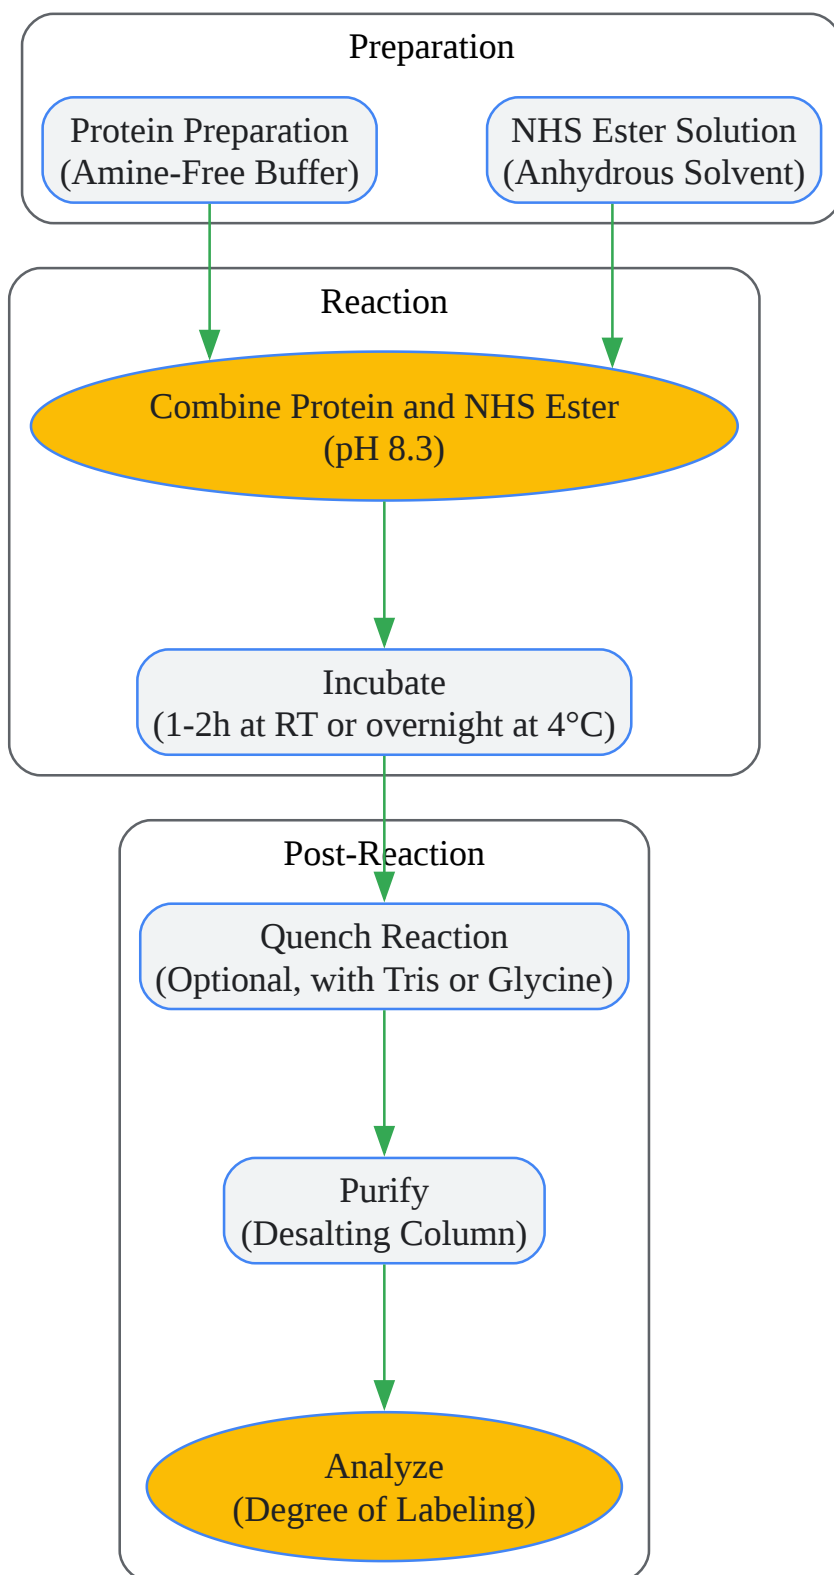 Preparation
Protein Preparation
(Amine-Free Buffer)
NHS Ester Solution
(Anhydrous Solvent)
Reaction
Combine Protein and NHS Ester
(pH 8.3)
Incubate
(1-2h at RT or overnight at 4°C)
Post-Reaction
Quench Reaction
(Optional, with Tris or Glycine)
Purify
(Desalting Column)
Analyze
(Degree of Labeling)